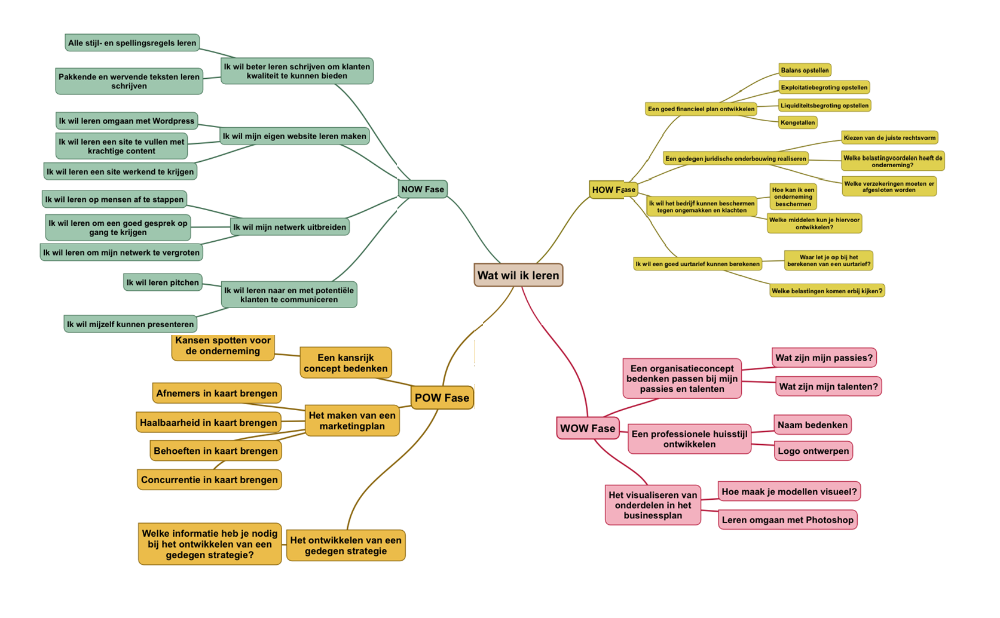 Alle stijl- en spellingsregels leren
Ik wil beter leren schrijven om klanten
kwaliteit te kunnen bieden
Pakkende en wervende teksten leren
schrijven
Ik wil leren omgaan met Wordpress
Ik wil mijn eigen website leren maken
Ik wil leren een site te vullen met
krachtige content
Ik wil leren een site werkend te krijgen
NOW Fase
Ik wil leren op mensen af te stappen
Ik wil mijn netwerk uitbreiden
Ik wil leren om een goed gesprek op
gang te krijgen
Ik wil leren om mijn netwerk te vergroten
Ik wil leren pitchen
Ik wil leren naar en met potentiële
klanten te communiceren
Ik wil mijzelf kunnen presenteren
Balans opstellen
Exploitatiebegroting opstellen
Een goed financieel plan ontwikkelen
Liquiditeitsbegroting opstellen
Kengetallen
Kiezen van de juiste rechtsvorm
Een gedegen juridische onderbouwing realiseren
Welke belastingvoordelen heeft de
onderneming?
Welke verzekeringen moeten er
afgesloten worden
HOW Fase
Hoe kan ik een
onderneming
beschermen
Ik wil het bedrijf kunnen beschermen
tegen ongemakken en klachten
Welke middelen kun je hiervoor
ontwikkelen?
Ik wil een goed uurtarief kunnen berekenen
Waar let je op bij het
berekenen van een uurtarief?
Welke belastingen komen erbij kijken?
Wat wil ik leren
Kansen spotten voor
de onderneming
Een kansrijk
concept bedenken
POW Fase
Afnemers in kaart brengen
Het maken van een
marketingplan
Haalbaarheid in kaart brengen
Behoeften in kaart brengen
Concurrentie in kaart brengen
Welke informatie heb je nodig
bij het ontwikkelen van een
gedegen strategie?
Het ontwikkelen van een
gedegen strategie
Een organisatieconcept
bedenken passen bij mijn
passies en talenten
Wat zijn mijn passies?
Wat zijn mijn talenten?
WOW Fase
Een professionele huisstijl
ontwikkelen
Naam bedenken
Logo ontwerpen
Het visualiseren van
onderdelen in het
businessplan
Hoe maak je modellen visueel?
Leren omgaan met Photoshop